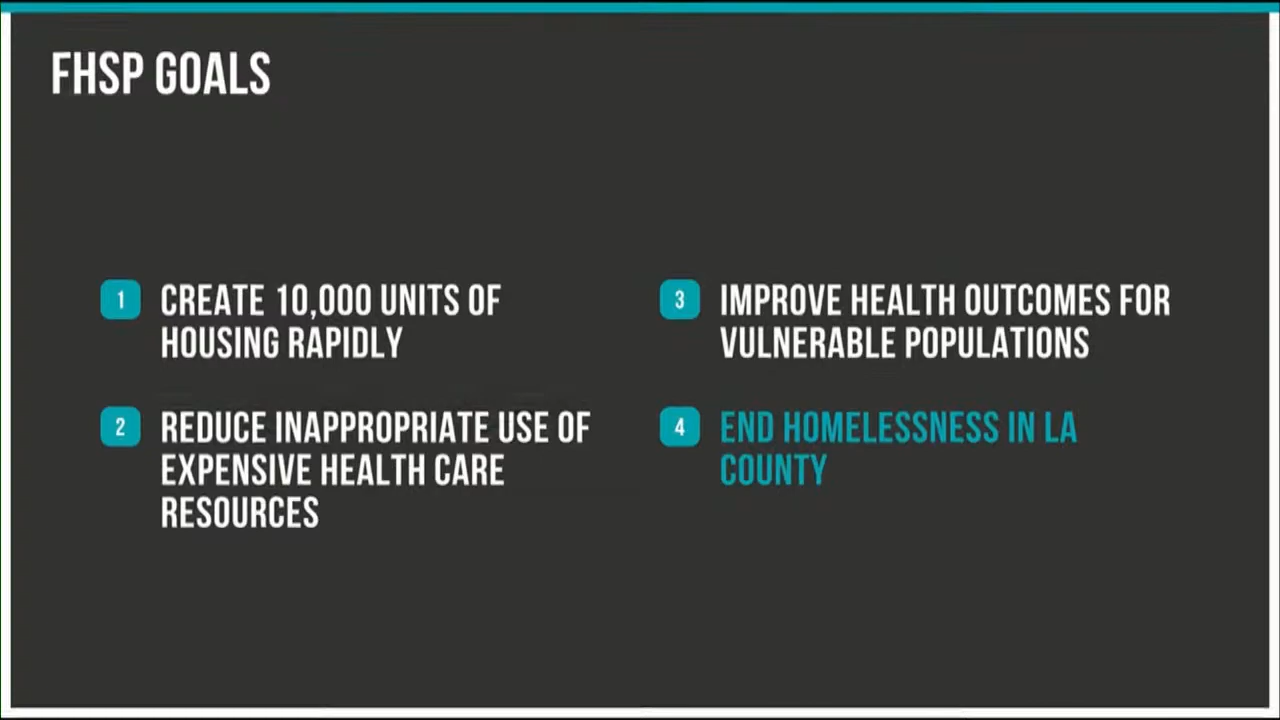 FHSP GOALS
1
CREATE 10,000 UNITS OF
HOUSING RAPIDLY
2
REDUCE INAPPROPRIATE USE OF
EXPENSIVE HEALTH CARE
RESOURCES
3
IMPROVE HEALTH OUTCOMES FOR
VULNERABLE POPULATIONS
4
END HOMELESSNESS IN LA
COUNTY